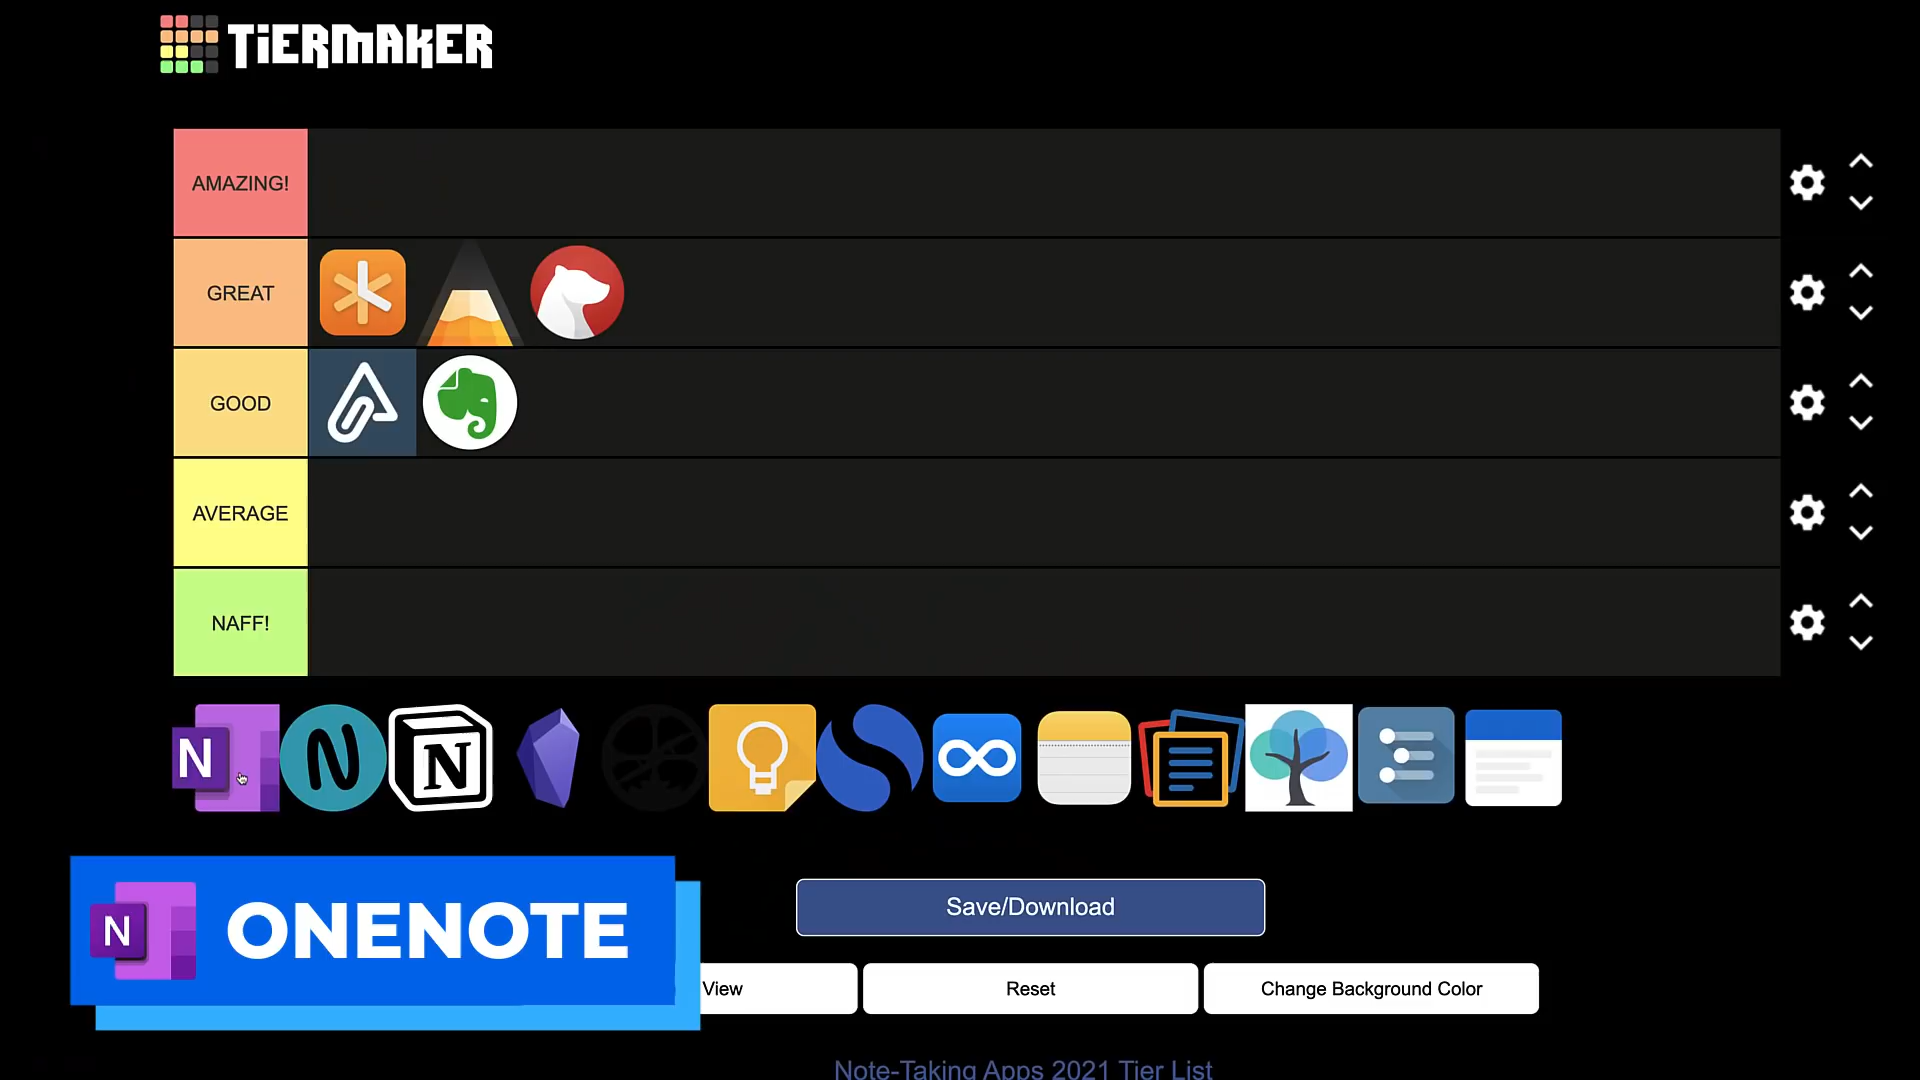 TIERMAKER
AMAZING!
GREAT
GOOD
AVERAGE
NAFF!
N
N
N
N ONENOTE
Save/Download
View
Reset
Change Background Color
Note-Taking Apps 2021 Tier List